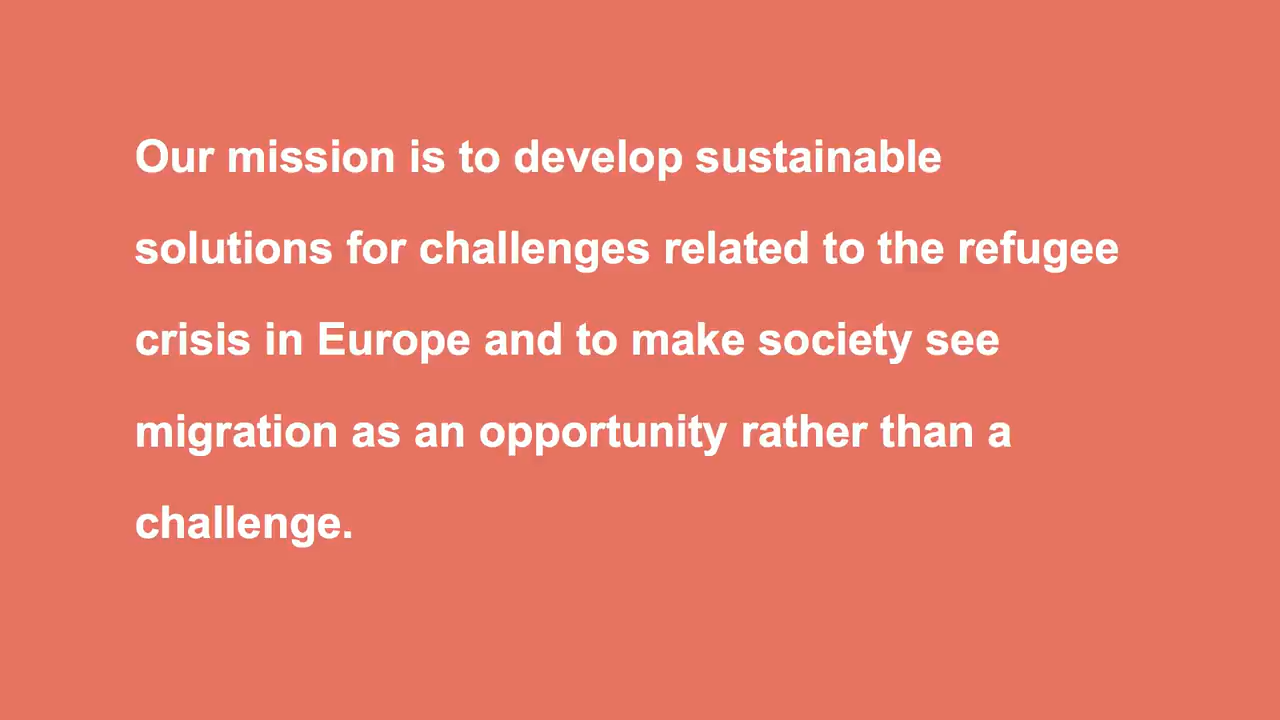 Our mission is to develop sustainable
solutions for challenges related to the refugee
crisis in Europe and to make society see
migration as an opportunity rather than a
challenge.